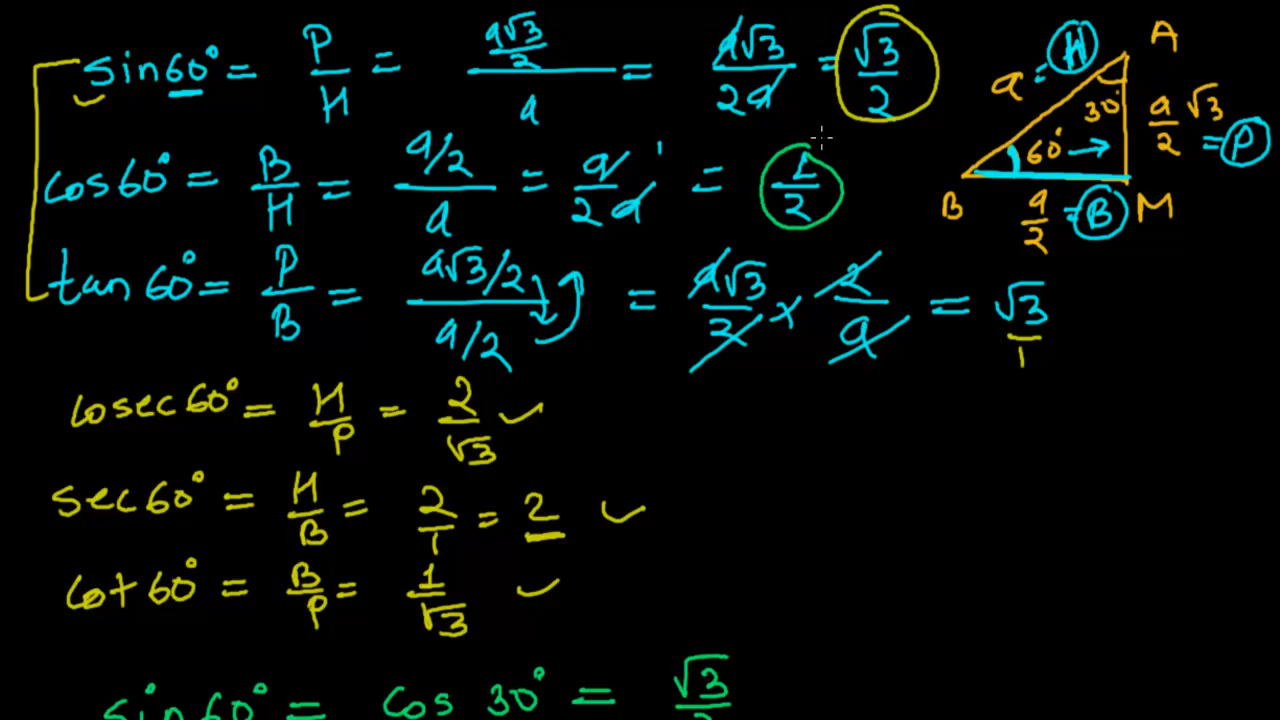 sin60° = P/H = (a√3/2)/a = a√3/2a = √3/2
cos60° = B/H = (a/2)/a = a/2a = 1/2
tan60° = P/B = (a√3/2)/(a/2) = a√3/2 × 2/a = √3/1
cosec60° = H/P = 2/√3 ✓
sec60° = H/B = 2/1 = 2 ✓
cot60° = B/P = 1/√3 ✓
sin60° = cos 30° = √3/2
A
a = H
30°
a/2 √3 = P
60° →
B
a/2 = B
M